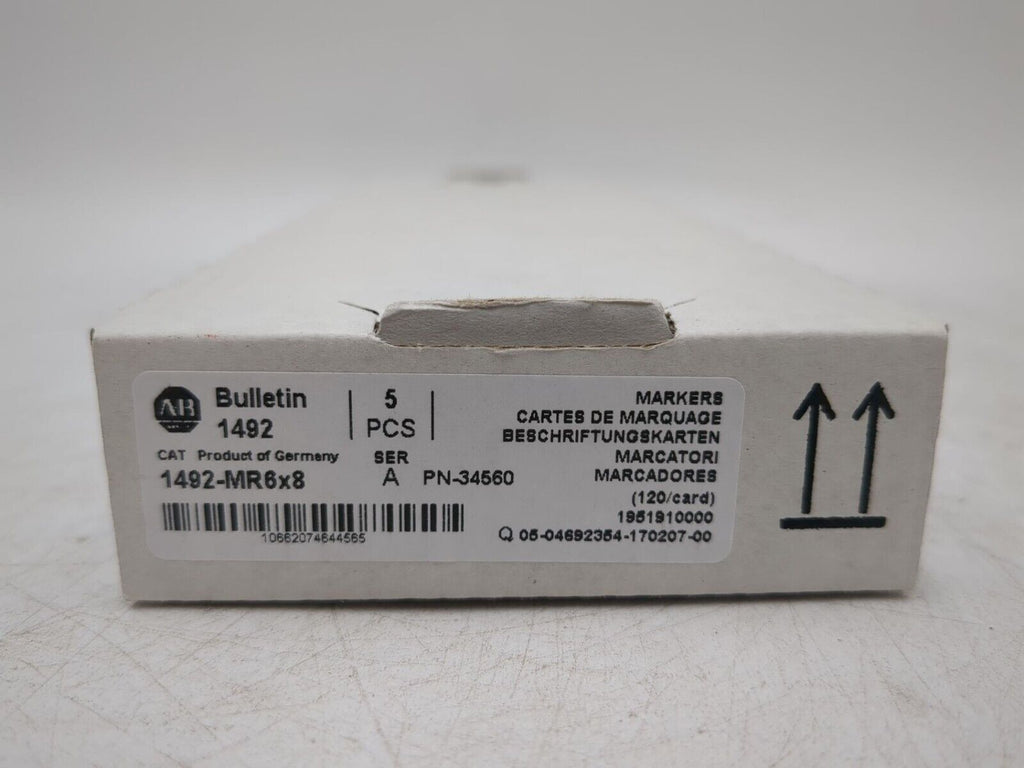 AB
Bulletin
1492
5
PCS
CAT Product of Germany
1492-MR6x8
SER
A
PN-34560
10662074644565
MARKERS
CARTES DE MARQUAGE
BESCHRIFTUNGSKARTEN
MARCATORI
MARCADORES
(120/card)
1951910000
Q 05-04692354-170207-00